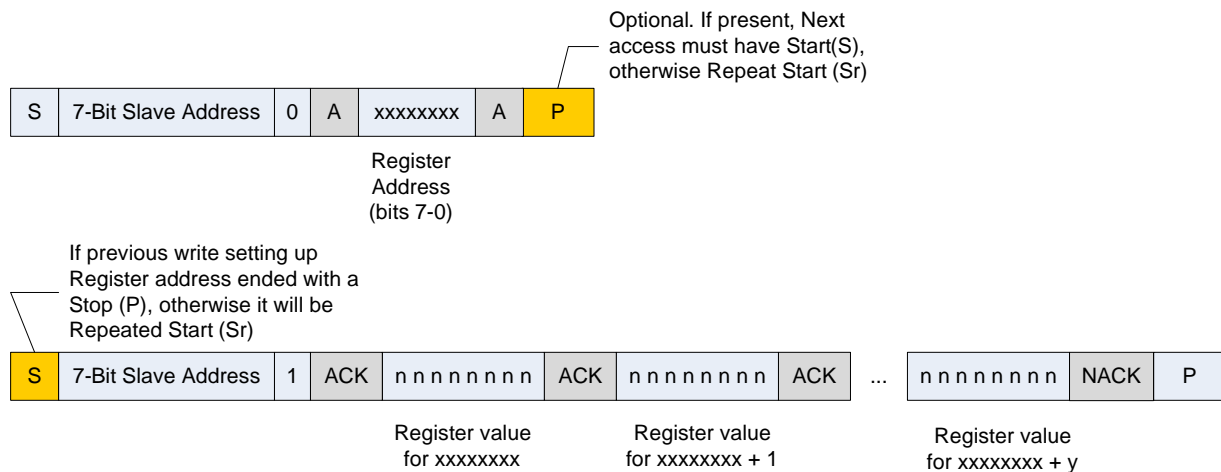 Optional. If present, Next
access must have Start(S),
otherwise Repeat Start (Sr)
S 7-Bit Slave Address 0 A xxxxxxxx A P
Register
Address
(bits 7-0)
If previous write setting up
Register address ended with a
Stop (P), otherwise it will be
Repeated Start (Sr)
S 7-Bit Slave Address 1 ACK n n n n n n n n ACK n n n n n n n n ACK ... n n n n n n n n NACK P
Register value
for xxxxxxxx
Register value
for xxxxxxxx + 1
Register value
for xxxxxxxx + y